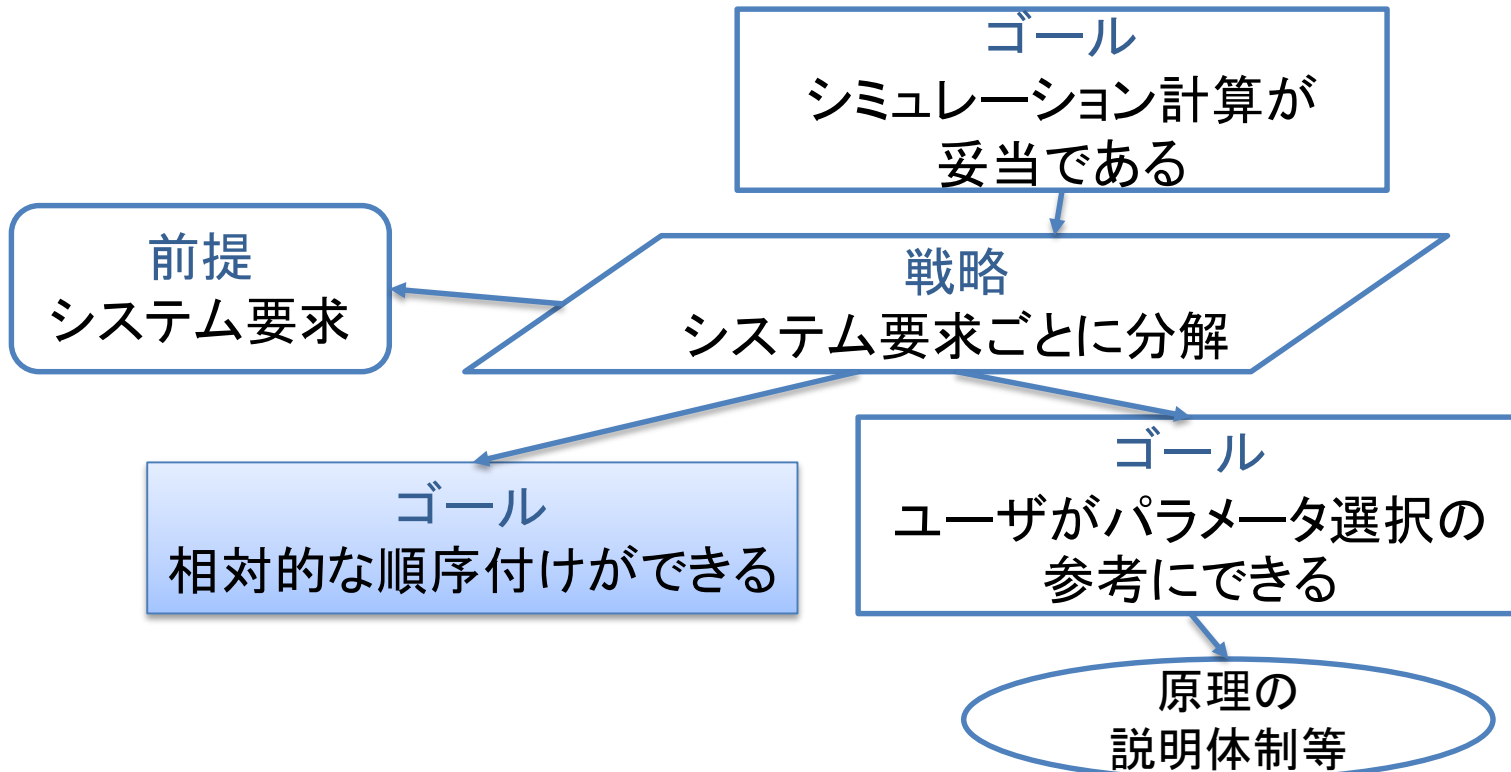 ゴール
シミュレーション計算が
妥当である
前提
システム要求
戦略
システム要求ごとに分解
ゴール
相対的な順序付けができる
ゴール
ユーザがパラメータ選択の
参考にできる
原理の
説明体制等